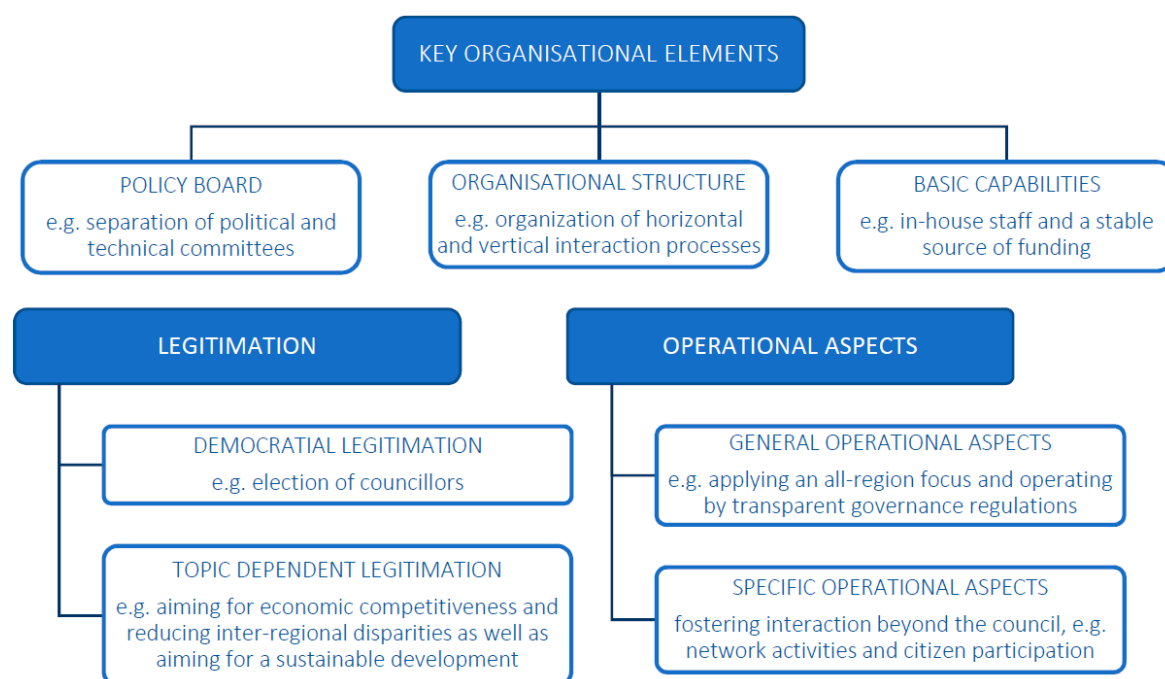 KEY ORGANISATIONAL ELEMENTS
POLICY BOARD
e.g. separation of political and
technical committees
ORGANISATIONAL STRUCTURE
e.g. organization of horizontal
and vertical interaction processes
BASIC CAPABILITIES
e.g. in-house staff and a stable
source of funding
LEGITIMATION
DEMOCRATIAL LEGITIMATION
e.g. election of councillors
TOPIC DEPENDENT LEGITIMATION
e.g. aiming for economic competitiveness and
reducing inter-regional disparities as well as
aiming for a sustainable development
OPERATIONAL ASPECTS
GENERAL OPERATIONAL ASPECTS
e.g. applying an all-region focus and operating
by transparent governance regulations
SPECIFIC OPERATIONAL ASPECTS
fostering interaction beyond the council, e.g.
network activities and citizen participation